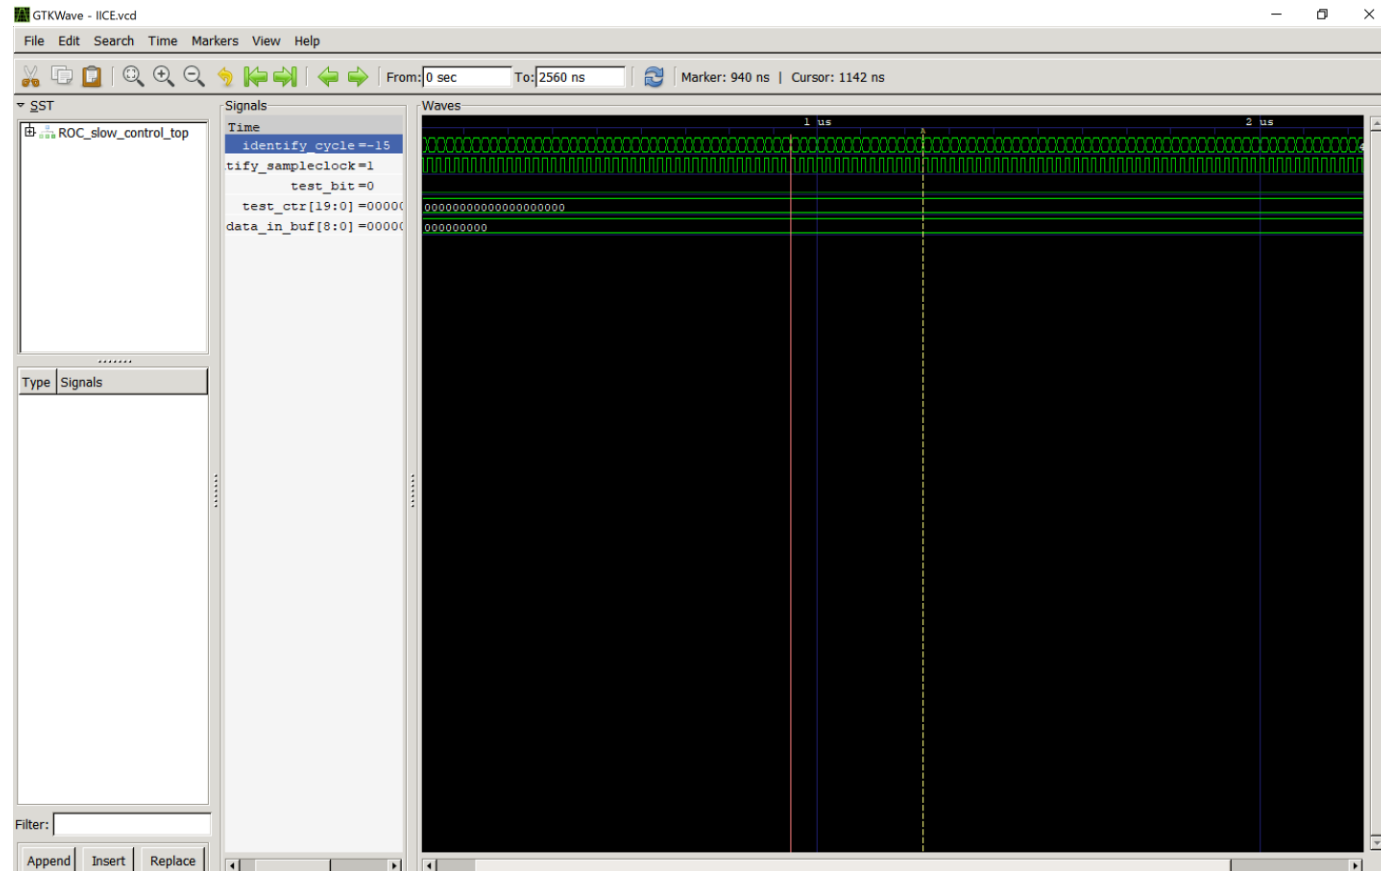 GTKWave - IICE.vcd
File Edit Search Time Markers View Help
From: 0 sec To: 2560 ns Marker: 940 ns | Cursor: 1142 ns
SST
ROC_slow_control_top
Type Signals
Filter:
Append Insert Replace
Signals
Time
identify_cycle =-15
tify_sampleclock =1
test_bit =0
test_ctr[19:0] =00000
data_in_buf[8:0] =00000
Waves
1 us 2 us
00000000000000000000
000000000